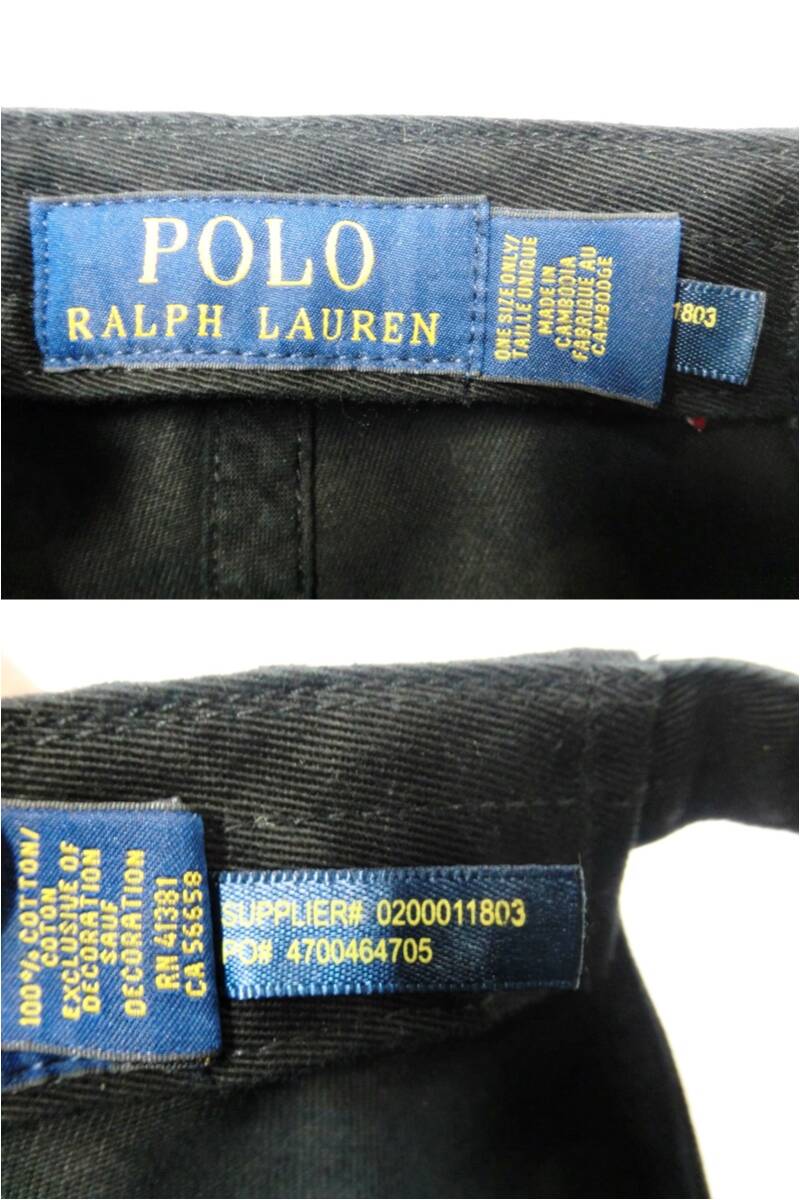 POLO
RALPH LAUREN
ONE SIZE ONLY/
TAILLE UNIQUE
MADE IN
CAMBODIA
FABRIQUE AU
CAMBODGE
1803
100% COTTON/
COTON
EXCLUSIVE OF
DECORATION
SAUF
DECORATION
RN 41381
CA 56658
SUPPLIER# 0200011803
PO# 4700464705